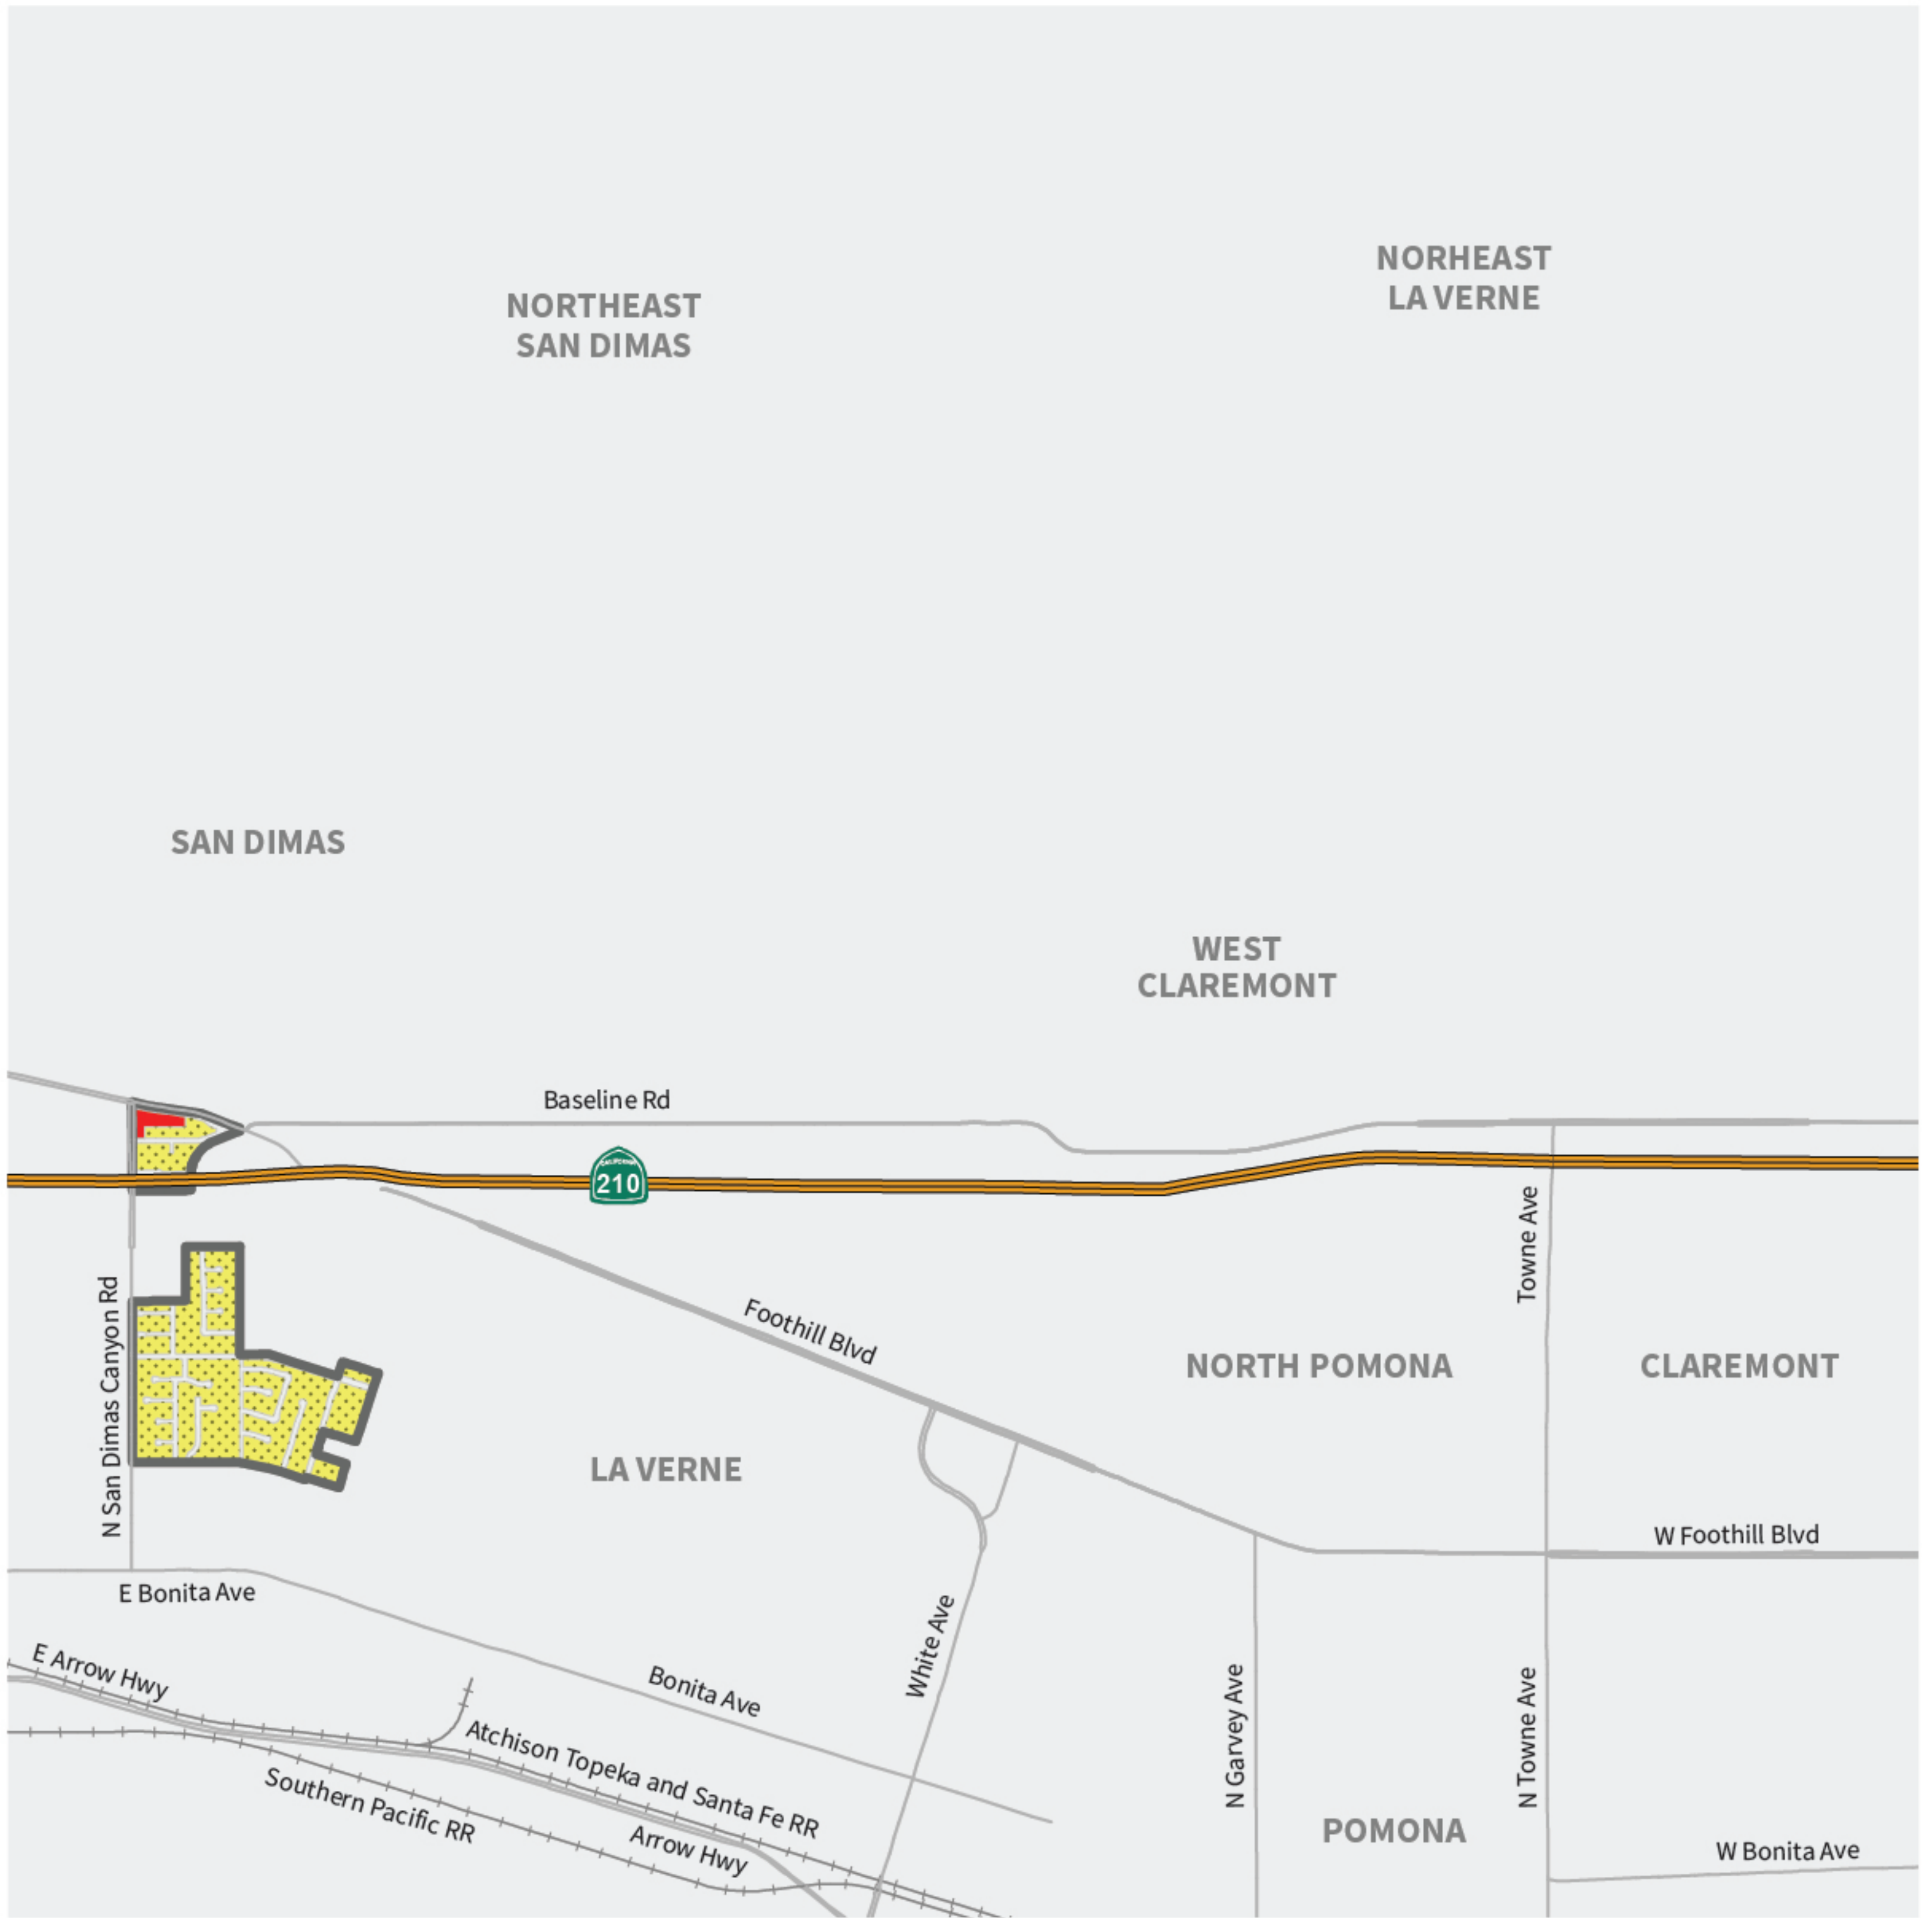 NORHEAST
LA VERNE
NORTHEAST
SAN DIMAS
SAN DIMAS
WEST
CLAREMONT
Baseline Rd
CALIFORNIA
210
Towne Ave
N San Dimas Canyon Rd
Foothill Blvd
NORTH POMONA
CLAREMONT
LA VERNE
W Foothill Blvd
E Bonita Ave
White Ave
E Arrow Hwy
Bonita Ave
N Garvey Ave
N Towne Ave
Atchison Topeka and Santa Fe RR
Southern Pacific RR
Arrow Hwy
POMONA
W Bonita Ave